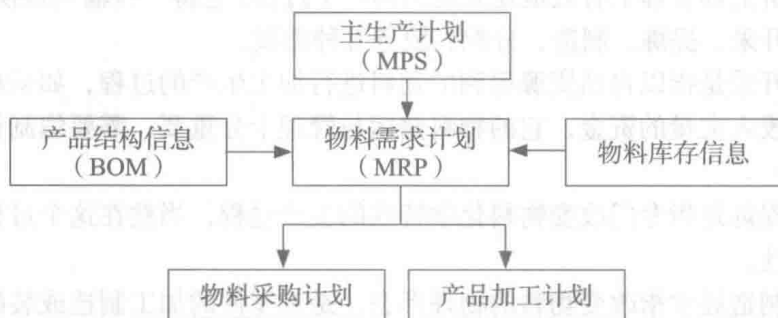 主生产计划
（MPS）
产品结构信息
（BOM）
物料需求计划
（MRP）
物料库存信息
物料采购计划
产品加工计划